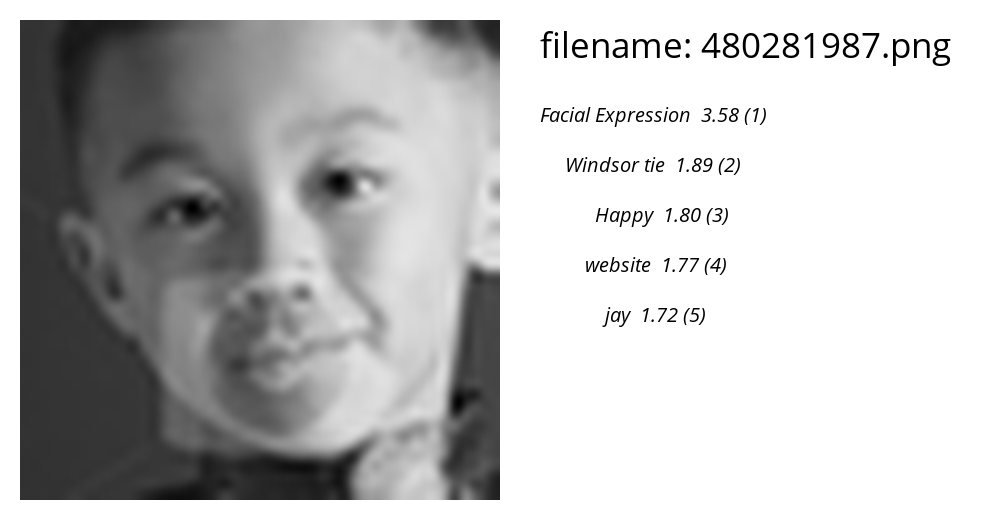 filename: 480281987.png
Facial Expression 3.58 (1)
Windsor tie 1.89 (2)
Happy 1.80 (3)
website 1.77 (4)
jay 1.72 (5)